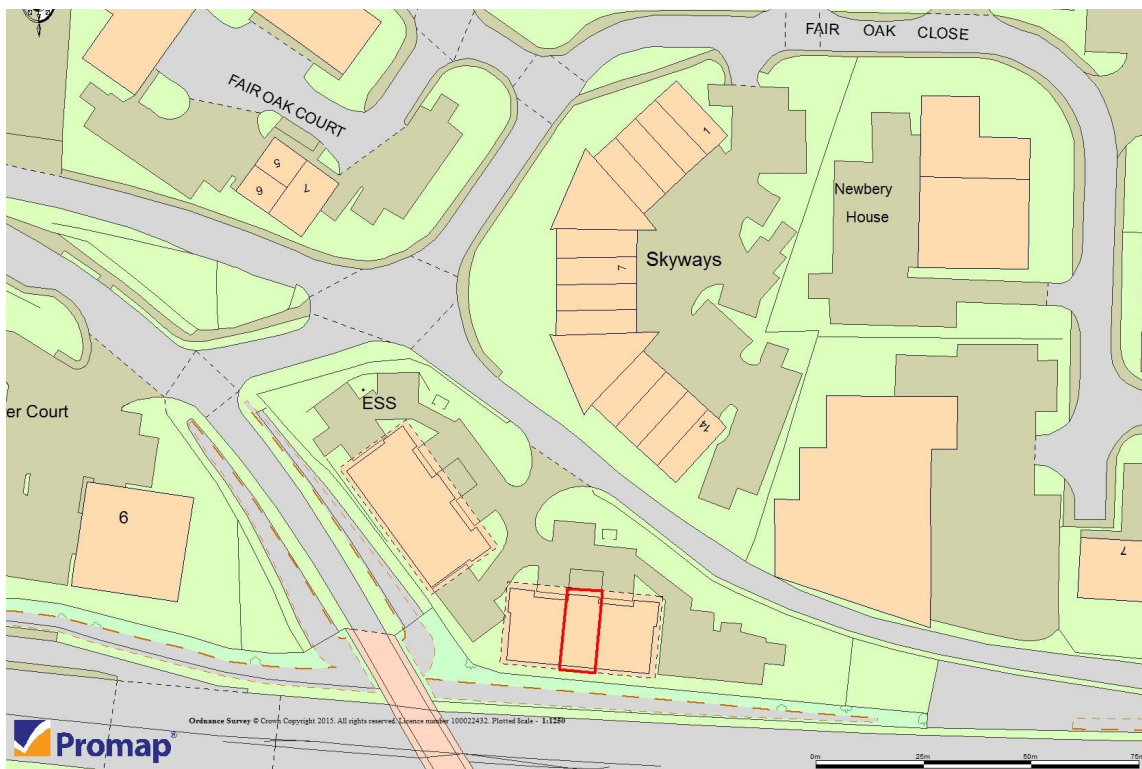 FAIR OAK CLOSE
FAIR OAK COURT
1
5
6
7
Newbery
House
Skyways
7
ESS
er Court
14
9
7
Ordnance Survey © Crown Copyright 2015. All rights reserved. Licence number 100022432. Plotted Scale - 1:1250
Promap®
0m 25m 50m 75m